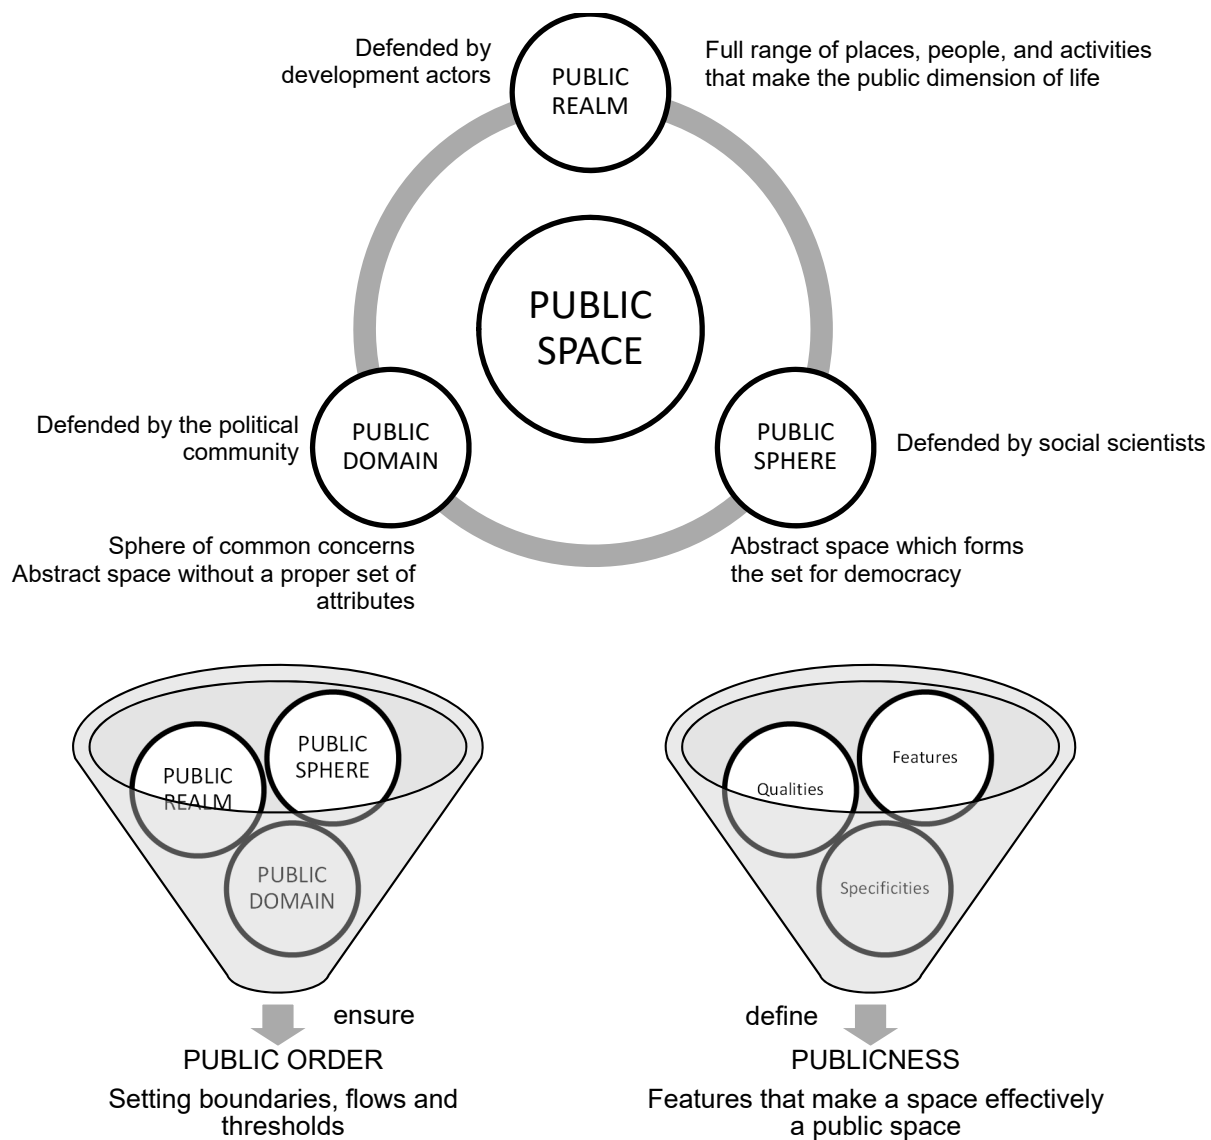 Defended by
development actors
PUBLIC
REALM
Full range of places, people, and activities
that make the public dimension of life
PUBLIC
SPACE
Defended by the political
community
PUBLIC
DOMAIN
PUBLIC
SPHERE
Defended by social scientists
Sphere of common concerns
Abstract space without a proper set of
attributes
Abstract space which forms
the set for democracy
PUBLIC
REALM
PUBLIC
SPHERE
PUBLIC
DOMAIN
ensure
PUBLIC ORDER
Setting boundaries, flows and
thresholds
Qualities
Features
Specificities
define
PUBLICNESS
Features that make a space effectively
a public space